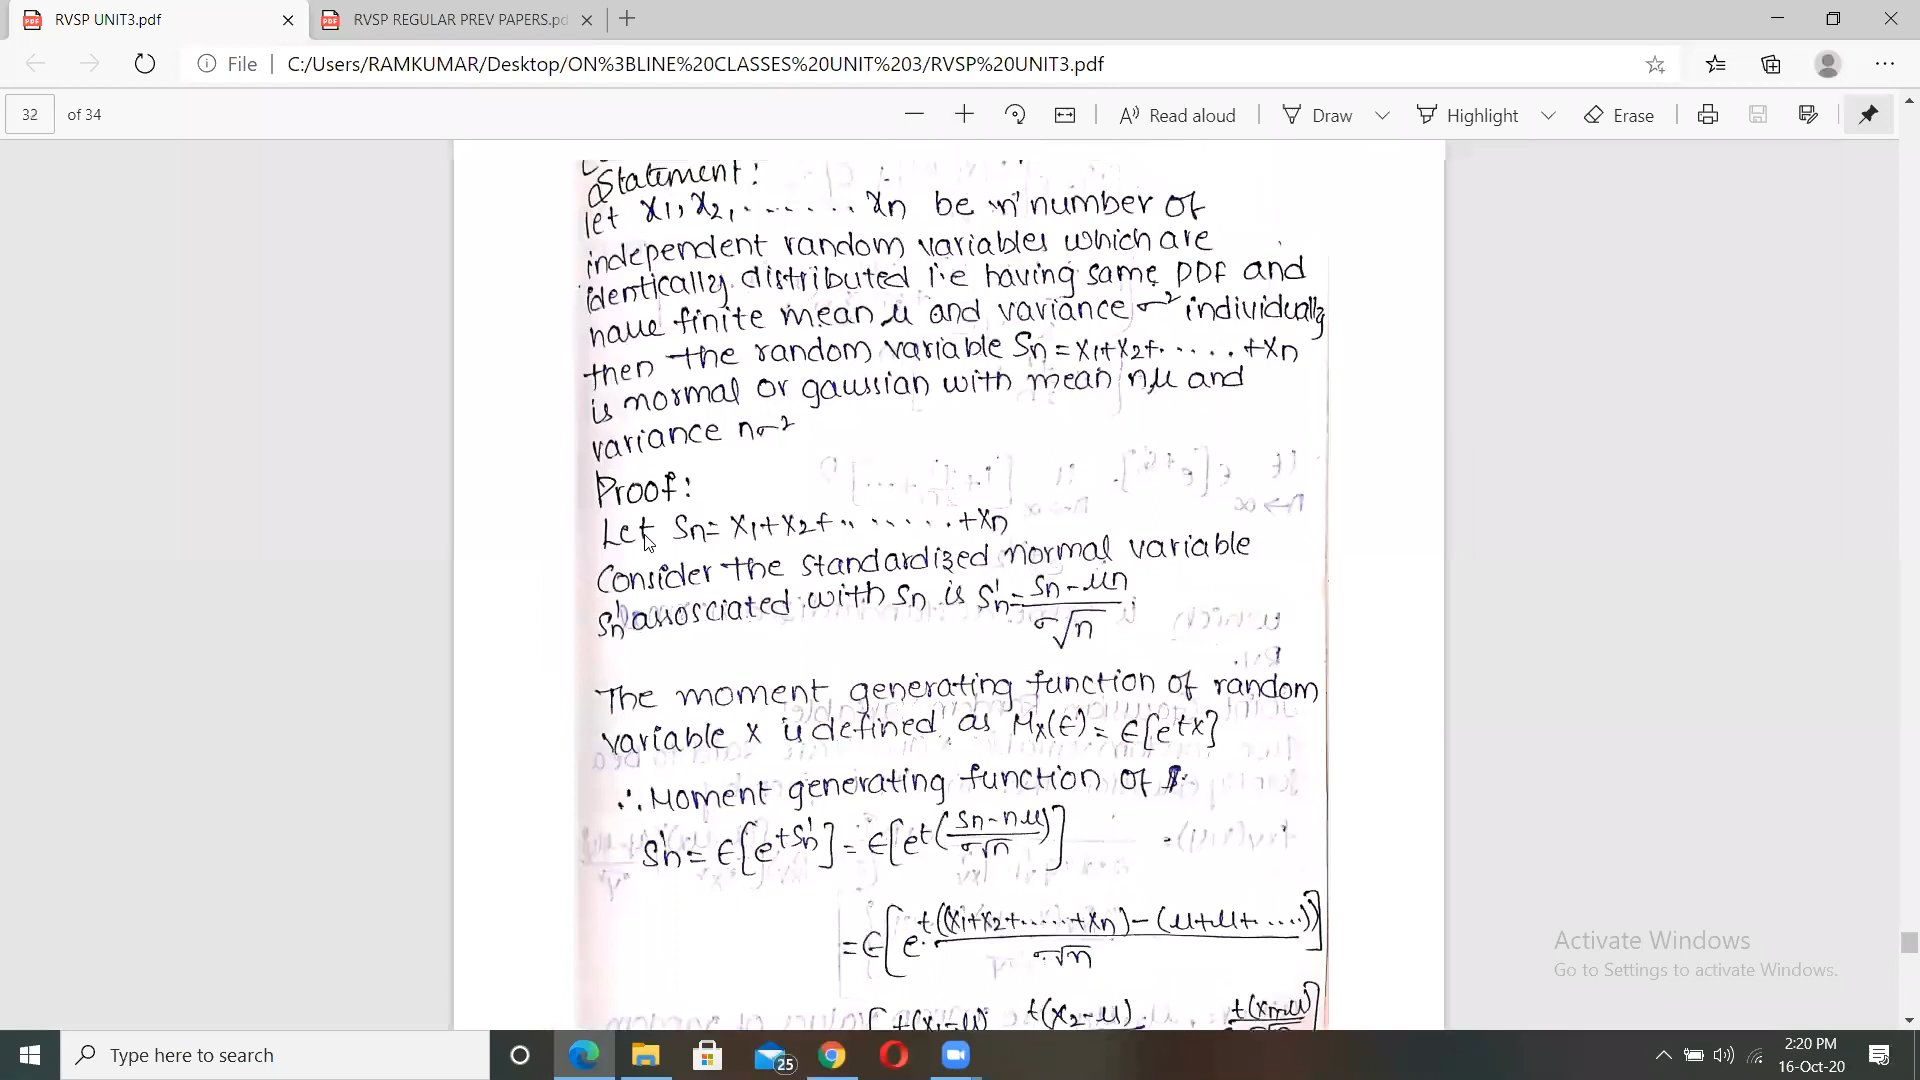 RVSP UNIT3.pdf
RVSP REGULAR PREV PAPERS.pd
File | C:/Users/RAMKUMAR/Desktop/ON%3BLINE%20CLASSES%20UNIT%203/RVSP%20UNIT3.pdf
32 of 34
Read aloud
Draw
Highlight
Erase
Statement:
let x1, x2, ....... xn be 'n' number of
independent random variables which are
identically distributed i.e having same PDF and
have finite mean μ and variance σ² individually
then the random variable Sn = x1+x2+......+xn
is normal or gaussian with mean nμ and
variance nσ²
Proof:
Let Sn = x1+x2+........+xn
Consider the standardized normal variable
Sn' assosciated with Sn is Sn' = (Sn-μn)/(σ√n)
The moment generating function of random
variable x is defined as Mx(t) = E[e^tx]
∴ Moment generating function of
Sn' = E[e^tSn'] = E[e^t((Sn-nμ)/(σ√n))]
= E[e^t((x1+x2+.....+xn)-(μ+μ+....))/(σ√n)]
[t(x1-μ) t(x2-μ) t(xn-μ)]
Activate Windows
Go to Settings to activate Windows.
Type here to search
25
2:20 PM
16-Oct-20